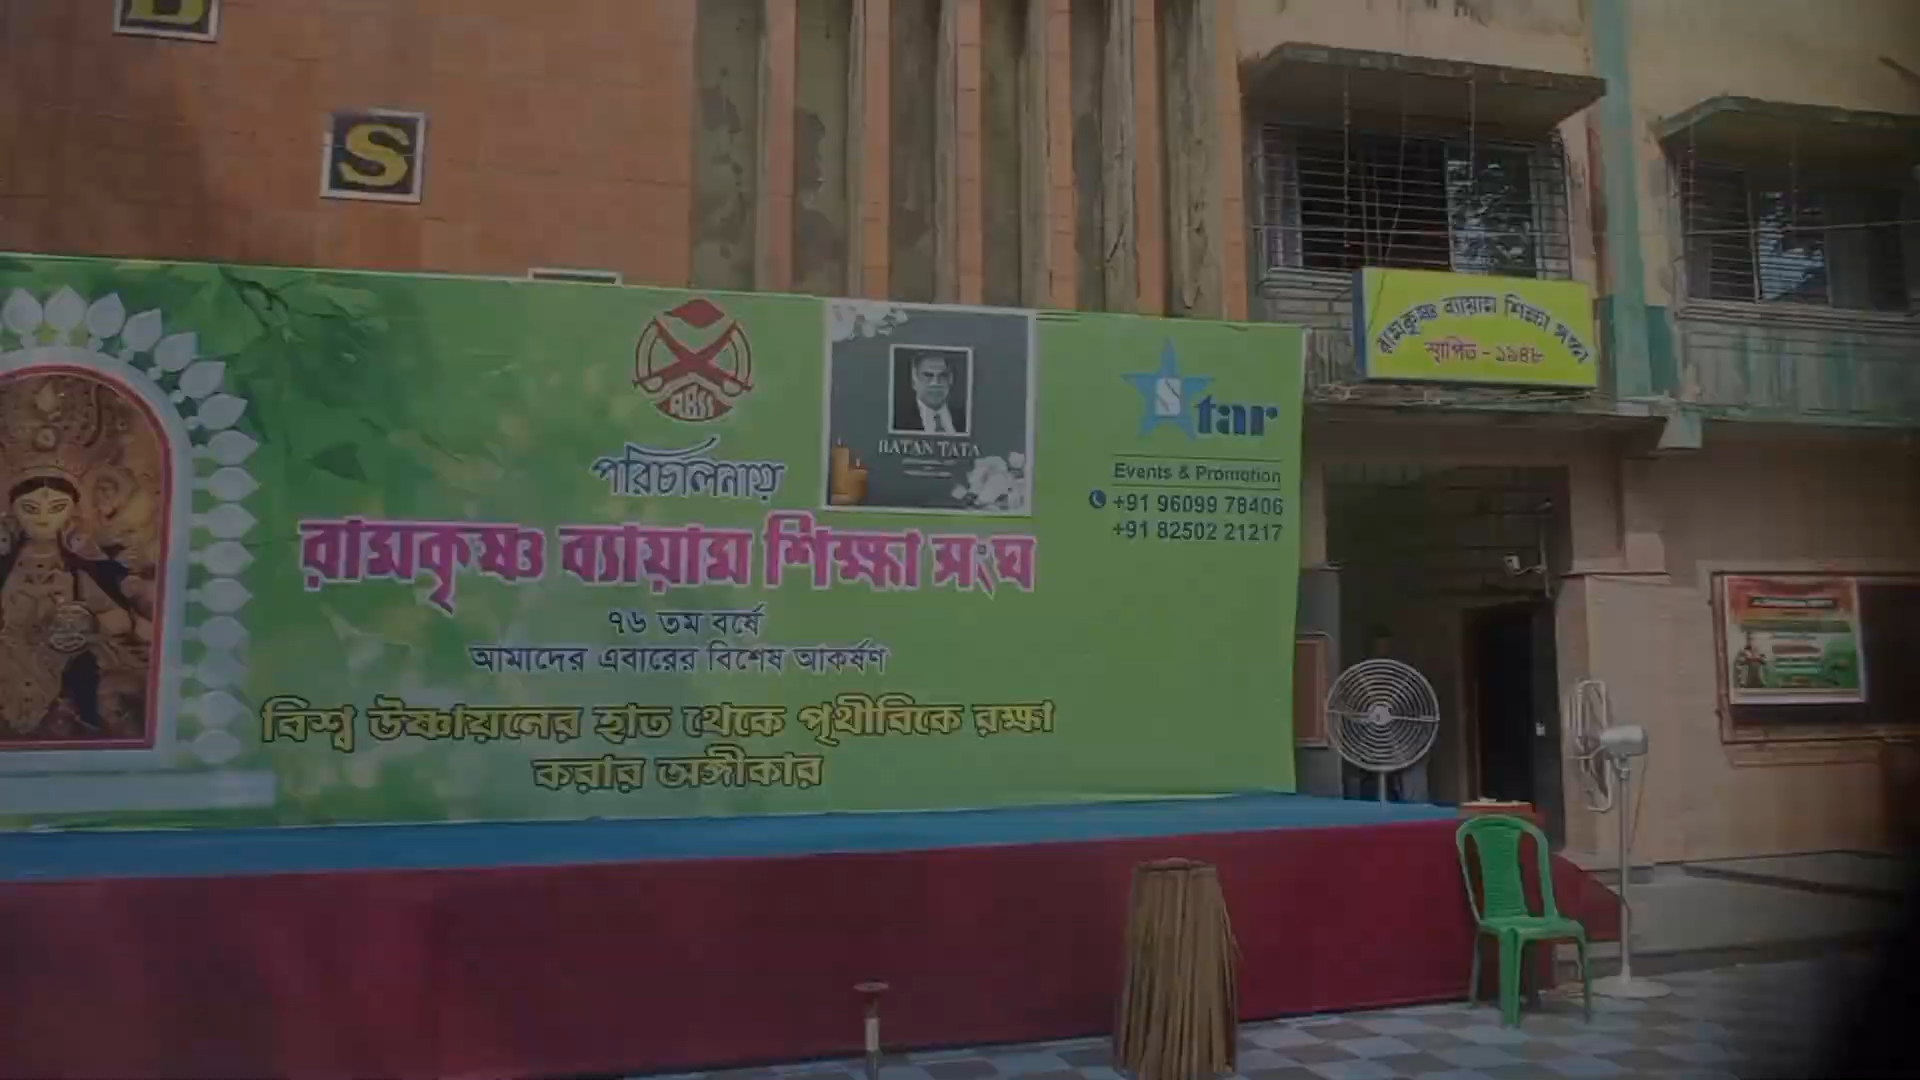 B
S
RBSS
পরিচালনায়
রামকৃষ্ণ ব্যায়াম শিক্ষা সংঘ
৭৬ তম বর্ষে
আমাদের এবারের বিশেষ আকর্ষণ
বিশ্ব উষ্ণায়নের হাত থেকে পৃথীবিকে রক্ষা
করার অঙ্গীকার
RATAN TATA
Star
Events & Promotion
+91 96099 78406
+91 82502 21217
রামকৃষ্ণ ব্যায়াম শিক্ষা সংঘ
স্থাপিত - ১৯৪৮